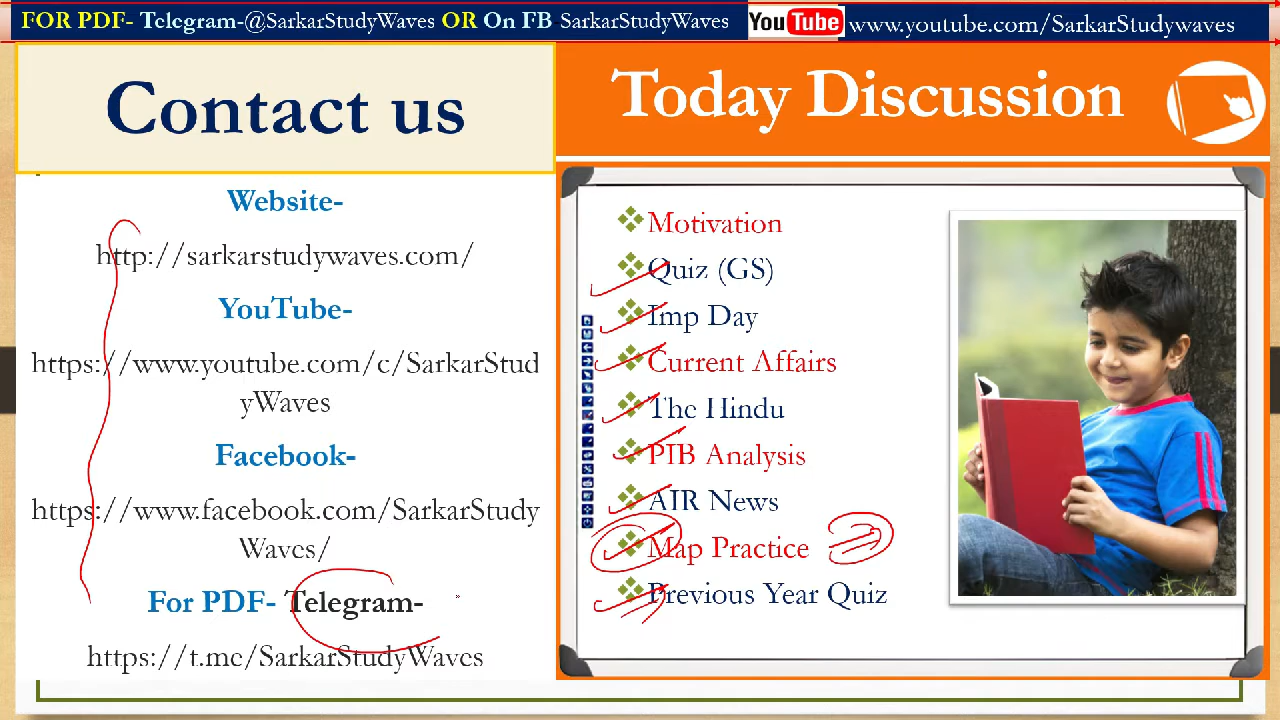 FOR PDF- Telegram-@SarkarStudyWaves OR On FB-SarkarStudyWaves
YouTube www.youtube.com/SarkarStudywaves
Contact us
Website-
http://sarkarstudywaves.com/
YouTube-
https://www.youtube.com/c/SarkarStud
yWaves
Facebook-
https://www.facebook.com/SarkarStudy
Waves/
For PDF- Telegram-
https://t.me/SarkarStudyWaves
Today Discussion
Motivation
Quiz (GS)
Imp Day
Current Affairs
The Hindu
PIB Analysis
AIR News
Map Practice
Previous Year Quiz